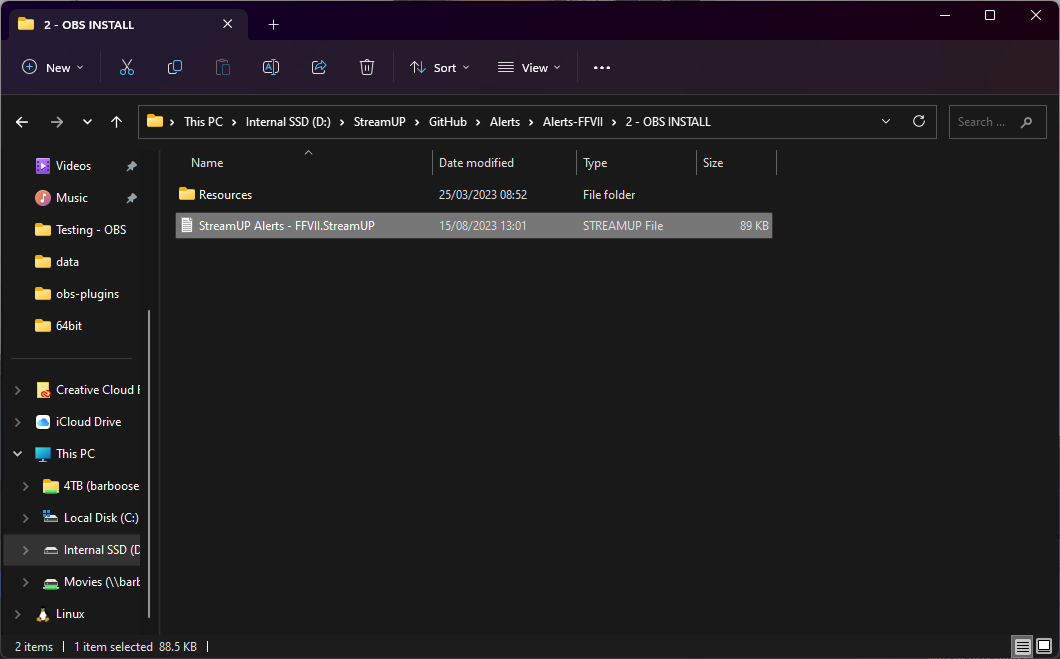 2 - OBS INSTALL
New
Sort
View
This PC
Internal SSD (D:)
StreamUP
GitHub
Alerts
Alerts-FFVII
2 - OBS INSTALL
Search ...
Videos
Music
Testing - OBS
data
obs-plugins
64bit
Creative Cloud F
iCloud Drive
This PC
4TB (barboose
Local Disk (C:)
Internal SSD (D
Movies (\\barb
Linux
Name Date modified Type Size
Resources 25/03/2023 08:52 File folder
StreamUP Alerts - FFVII.StreamUP 15/08/2023 13:01 STREAMUP File 89 KB
2 items 1 item selected 88.5 KB